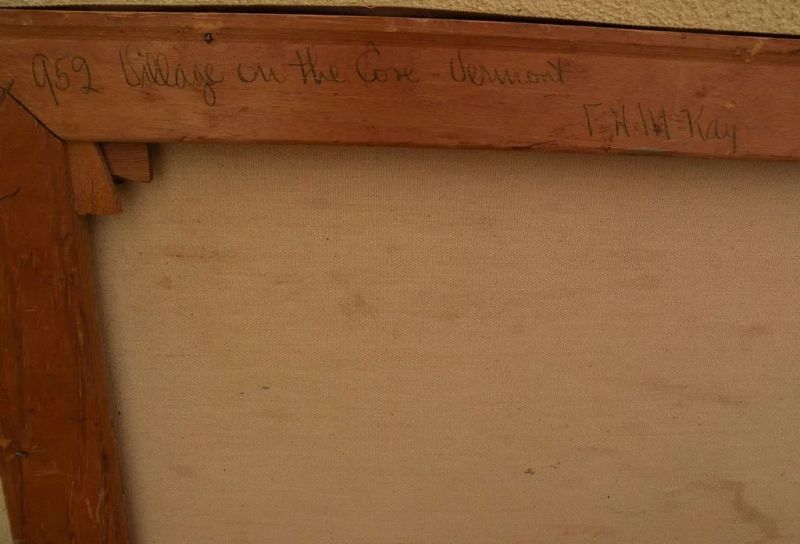 952 Village on the Cove - Vermont
F. H. McKay